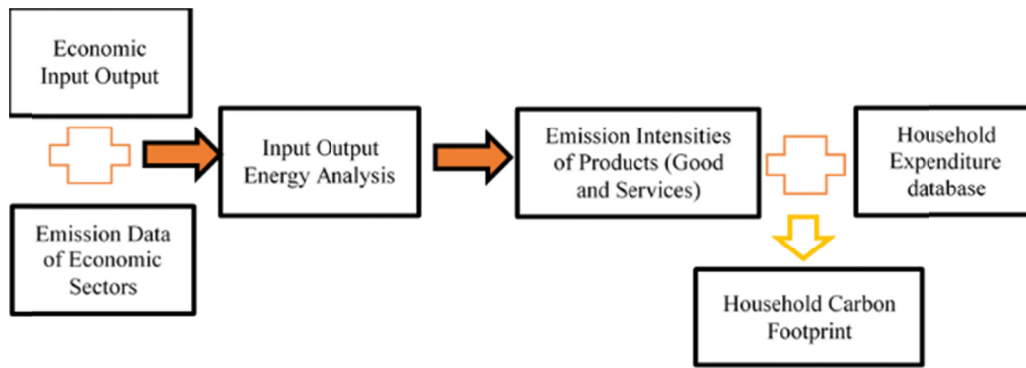 Economic
Input Output
Emission Data
of Economic
Sectors
Input Output
Energy Analysis
Emission Intensities
of Products (Good
and Services)
Household
Expenditure
database
Household Carbon
Footprint